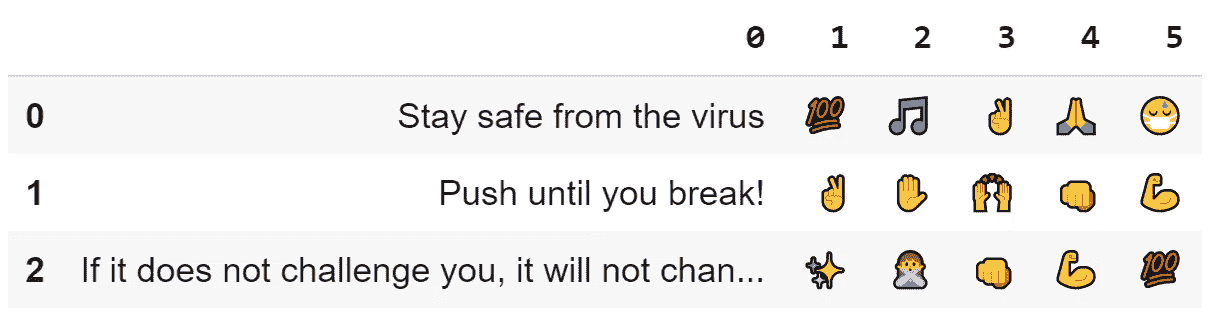 0 1 2 3 4 5
0 Stay safe from the virus 💯 🎵 ✌ 🙏 😷
1 Push until you break! ✌ ✋ 🙌 👊 💪
2 If it does not challenge you, it will not chan... ✨ 🙅 👊 💪 💯